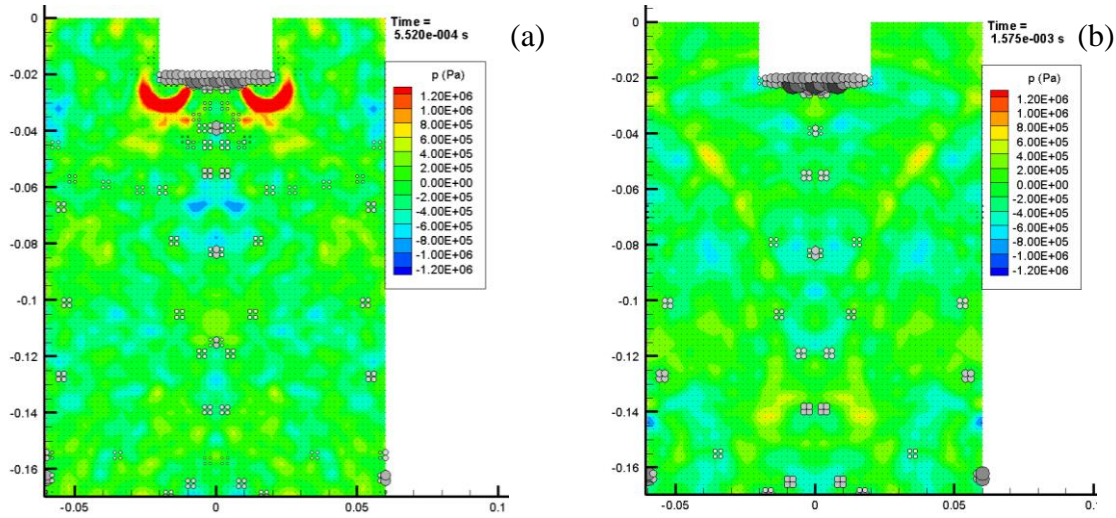 Time =
5.520e-004 s
(a)
p (Pa)
1.20E+06
1.00E+06
8.00E+05
6.00E+05
4.00E+05
2.00E+05
0.00E+00
-2.00E+05
-4.00E+05
-6.00E+05
-8.00E+05
-1.00E+06
-1.20E+06
0
-0.02
-0.04
-0.06
-0.08
-0.1
-0.12
-0.14
-0.16
-0.05
0
0.05
0.1
Time =
1.575e-003 s
(b)
p (Pa)
1.20E+06
1.00E+06
8.00E+05
6.00E+05
4.00E+05
2.00E+05
0.00E+00
-2.00E+05
-4.00E+05
-6.00E+05
-8.00E+05
-1.00E+06
-1.20E+06
0
-0.02
-0.04
-0.06
-0.08
-0.1
-0.12
-0.14
-0.16
-0.05
0
0.05